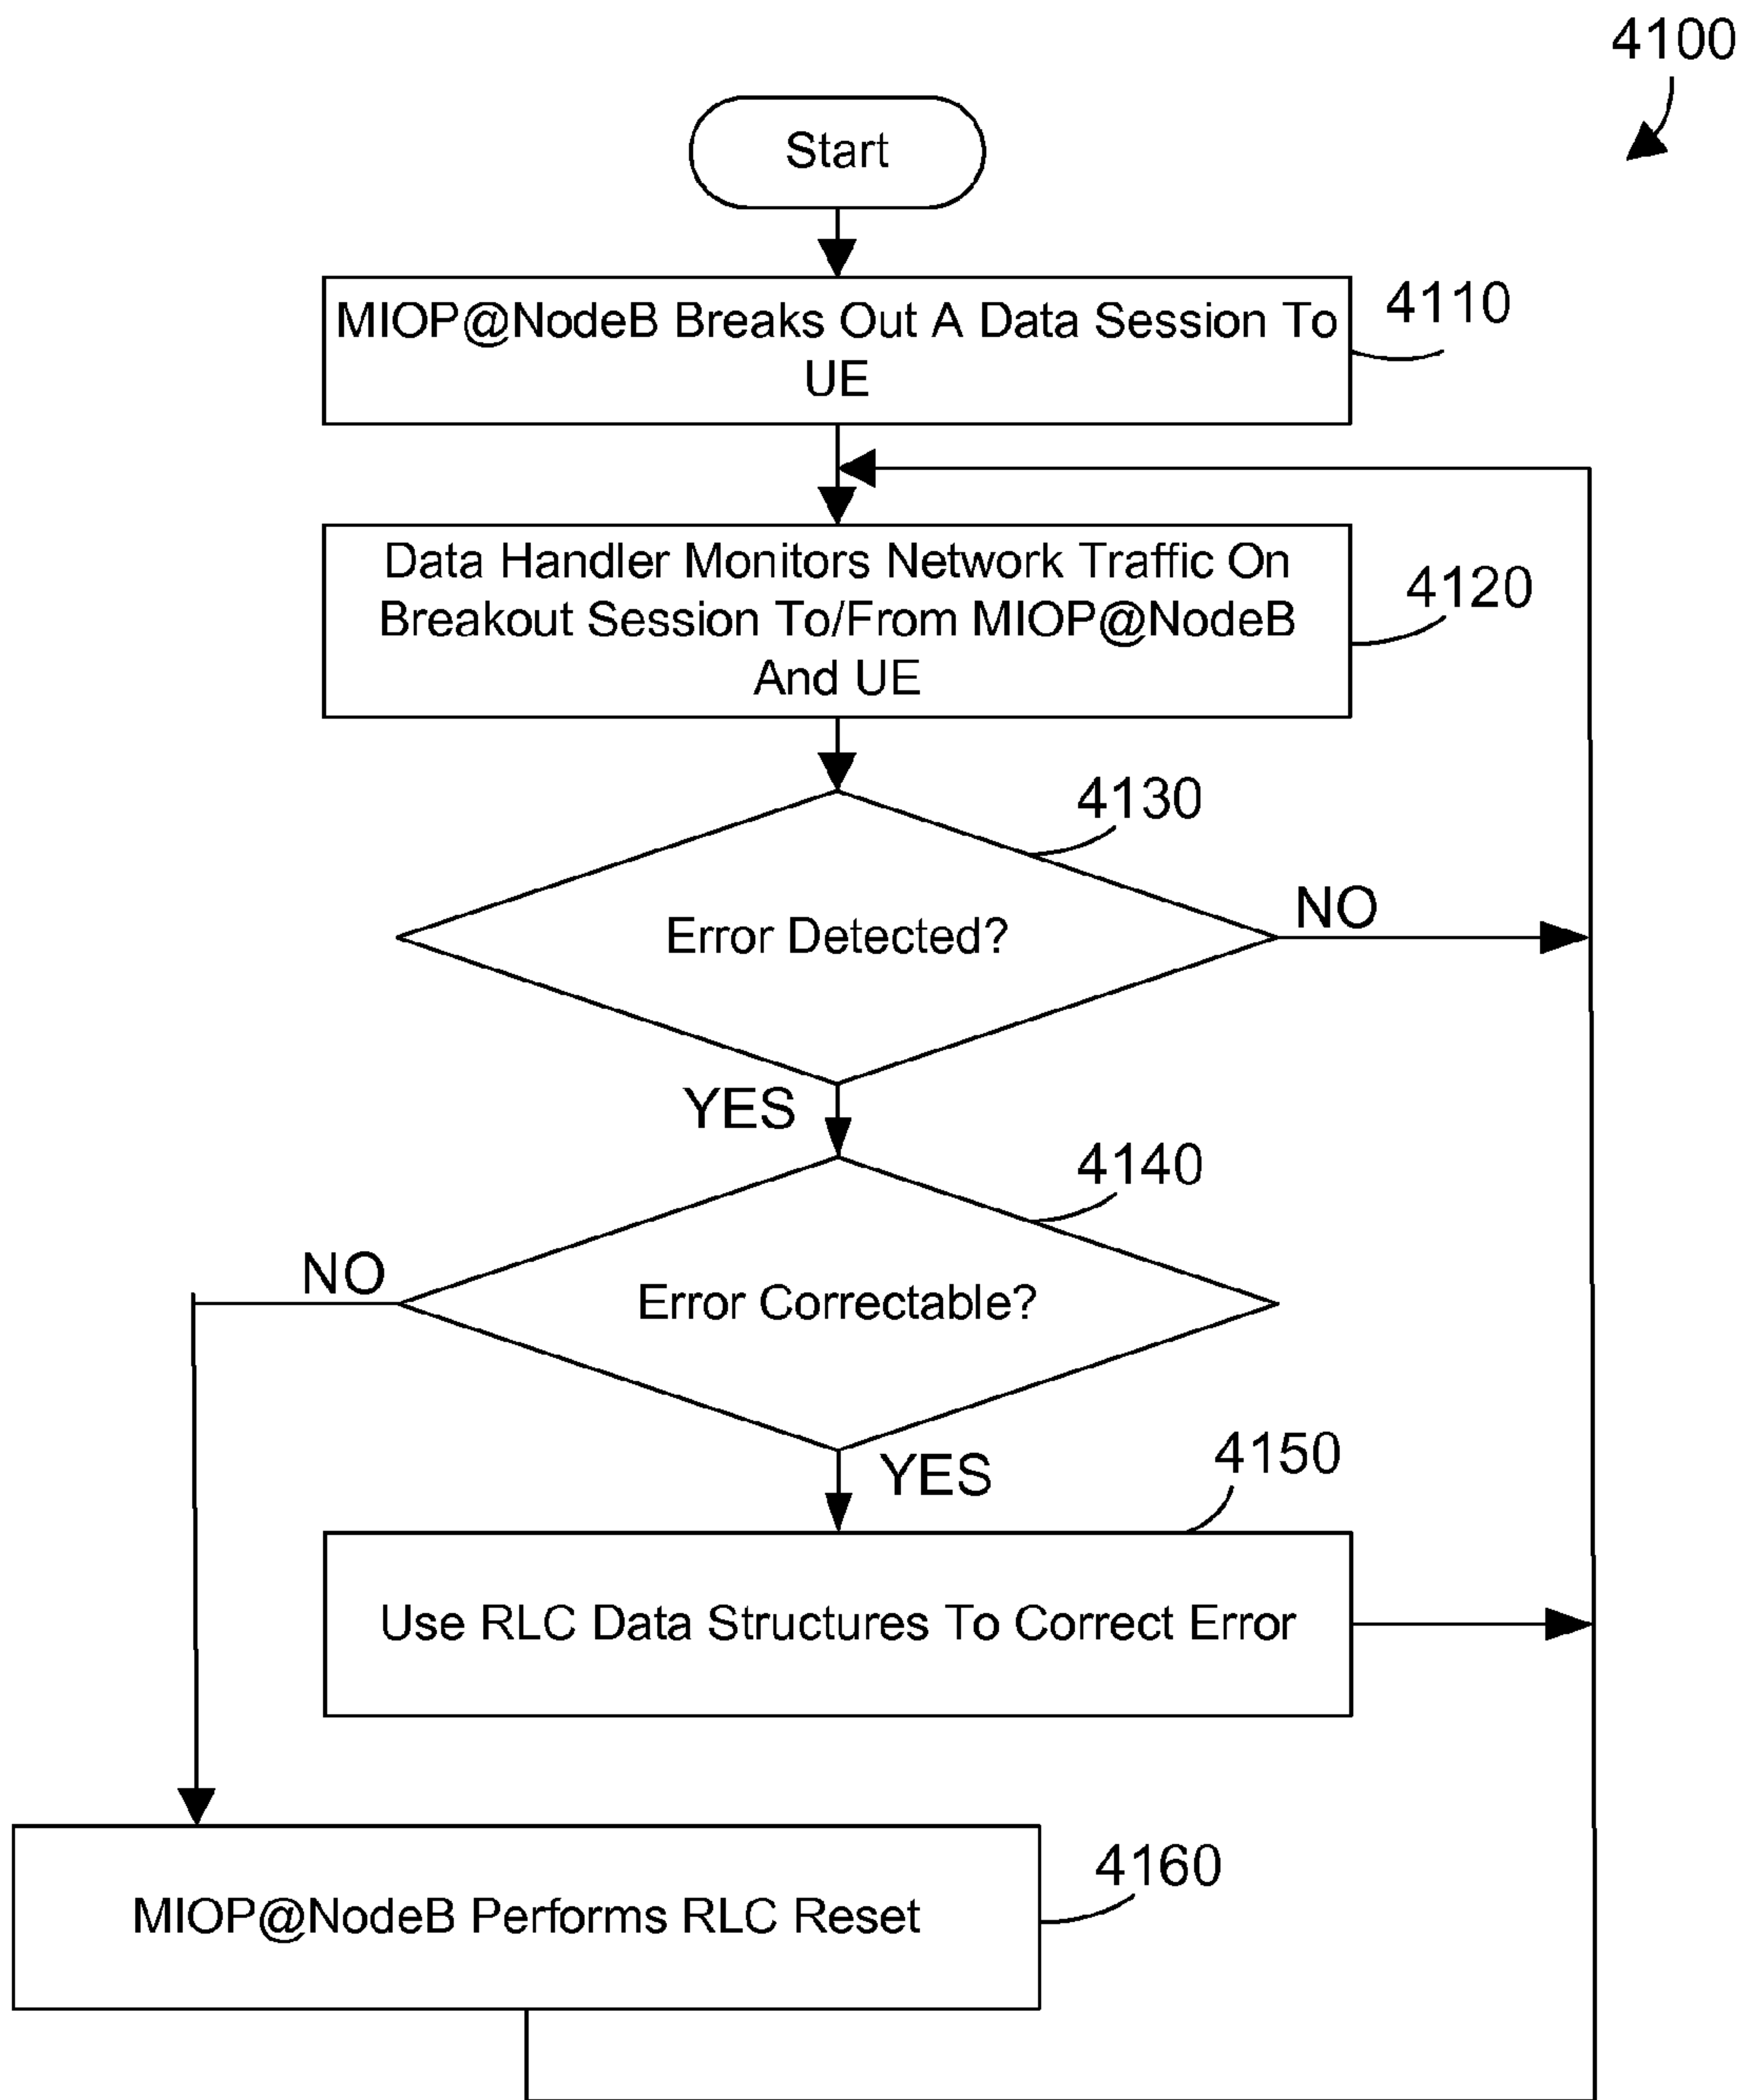 4100
Start
MIOP@NodeB Breaks Out A Data Session To
UE
4110
Data Handler Monitors Network Traffic On
Breakout Session To/From MIOP@NodeB
And UE
4120
4130
Error Detected?
NO
YES
4140
NO
Error Correctable?
YES
4150
Use RLC Data Structures To Correct Error
4160
MIOP@NodeB Performs RLC Reset